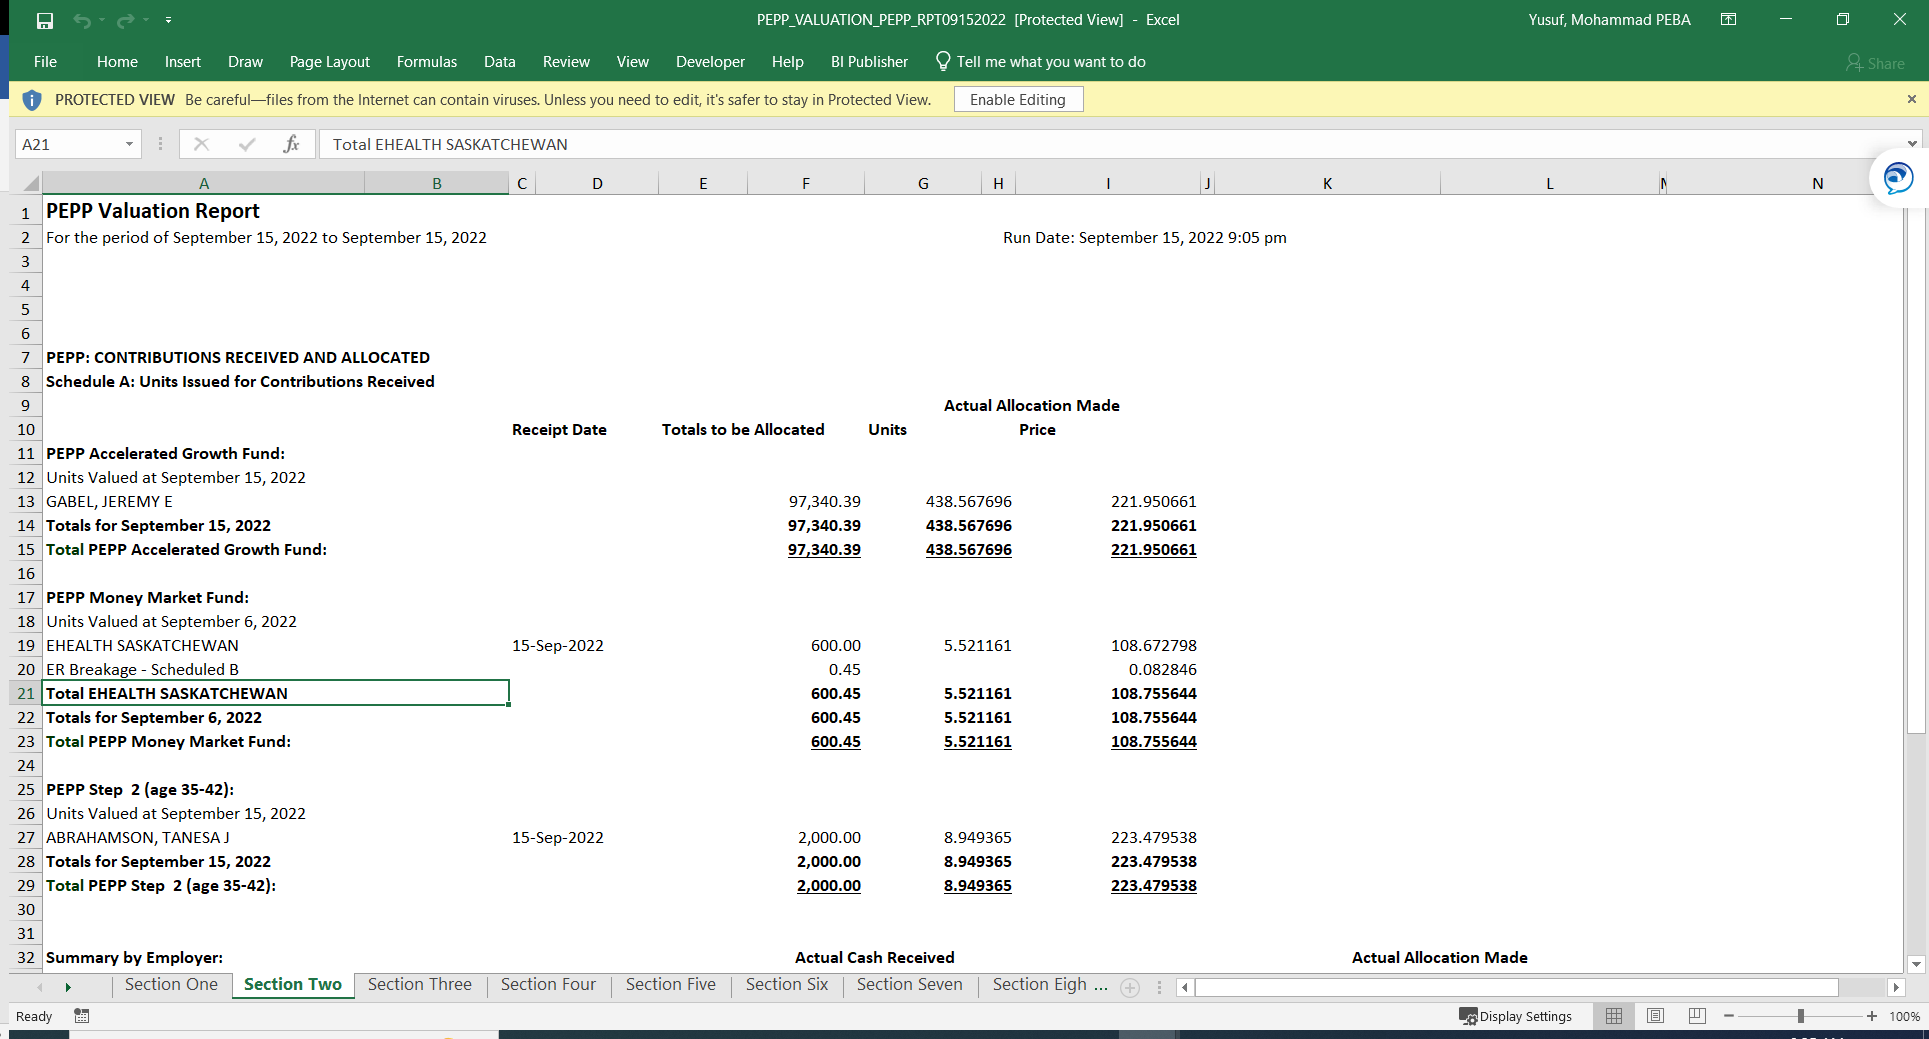 PEPP_VALUATION_PEPP_RPT09152022 [Protected View] - Excel
Yusuf, Mohammad PEBA
File Home Insert Draw Page Layout Formulas Data Review View Developer Help BI Publisher Tell me what you want to do Share
PROTECTED VIEW Be careful—files from the Internet can contain viruses. Unless you need to edit, it's safer to stay in Protected View. Enable Editing
A21 fx Total EHEALTH SASKATCHEWAN
A B C D E F G H I J K L N
1 PEPP Valuation Report
2 For the period of September 15, 2022 to September 15, 2022 Run Date: September 15, 2022 9:05 pm
3
4
5
6
7 PEPP: CONTRIBUTIONS RECEIVED AND ALLOCATED
8 Schedule A: Units Issued for Contributions Received
9 Actual Allocation Made
10 Receipt Date Totals to be Allocated Units Price
11 PEPP Accelerated Growth Fund:
12 Units Valued at September 15, 2022
13 GABEL, JEREMY E 97,340.39 438.567696 221.950661
14 Totals for September 15, 2022 97,340.39 438.567696 221.950661
15 Total PEPP Accelerated Growth Fund: 97,340.39 438.567696 221.950661
16
17 PEPP Money Market Fund:
18 Units Valued at September 6, 2022
19 EHEALTH SASKATCHEWAN 15-Sep-2022 600.00 5.521161 108.672798
20 ER Breakage - Scheduled B 0.45 0.082846
21 Total EHEALTH SASKATCHEWAN 600.45 5.521161 108.755644
22 Totals for September 6, 2022 600.45 5.521161 108.755644
23 Total PEPP Money Market Fund: 600.45 5.521161 108.755644
24
25 PEPP Step 2 (age 35-42):
26 Units Valued at September 15, 2022
27 ABRAHAMSON, TANESA J 15-Sep-2022 2,000.00 8.949365 223.479538
28 Totals for September 15, 2022 2,000.00 8.949365 223.479538
29 Total PEPP Step 2 (age 35-42): 2,000.00 8.949365 223.479538
30
31
32 Summary by Employer: Actual Cash Received Actual Allocation Made
Section One Section Two Section Three Section Four Section Five Section Six Section Seven Section Eigh ...
Ready Display Settings 100%